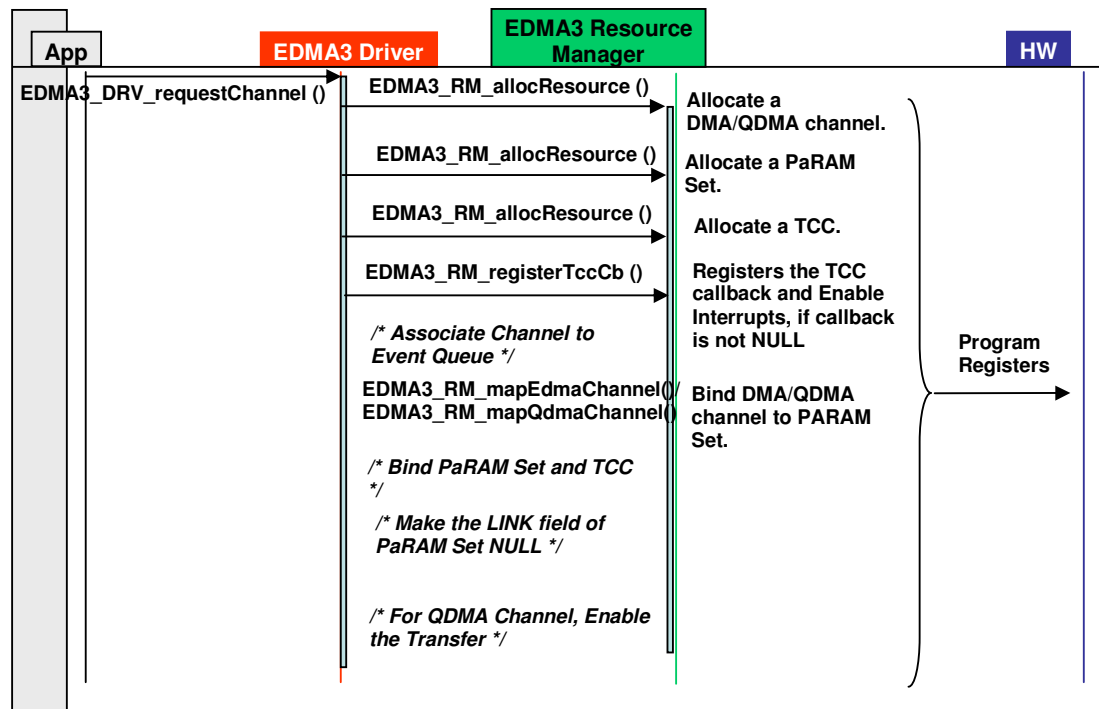 App
EDMA3 Driver
EDMA3 Resource
Manager
HW
EDMA3_DRV_requestChannel ()
EDMA3_RM_allocResource ()
Allocate a
DMA/QDMA channel.
EDMA3_RM_allocResource ()
Allocate a PaRAM
Set.
EDMA3_RM_allocResource ()
Allocate a TCC.
EDMA3_RM_registerTccCb ()
Registers the TCC
callback and Enable
Interrupts, if callback
is not NULL
/* Associate Channel to
Event Queue */
Program
Registers
EDMA3_RM_mapEdmaChannel()/
EDMA3_RM_mapQdmaChannel()
Bind DMA/QDMA
channel to PARAM
Set.
/* Bind PaRAM Set and TCC
*/
/* Make the LINK field of
PaRAM Set NULL */
/* For QDMA Channel, Enable
the Transfer */